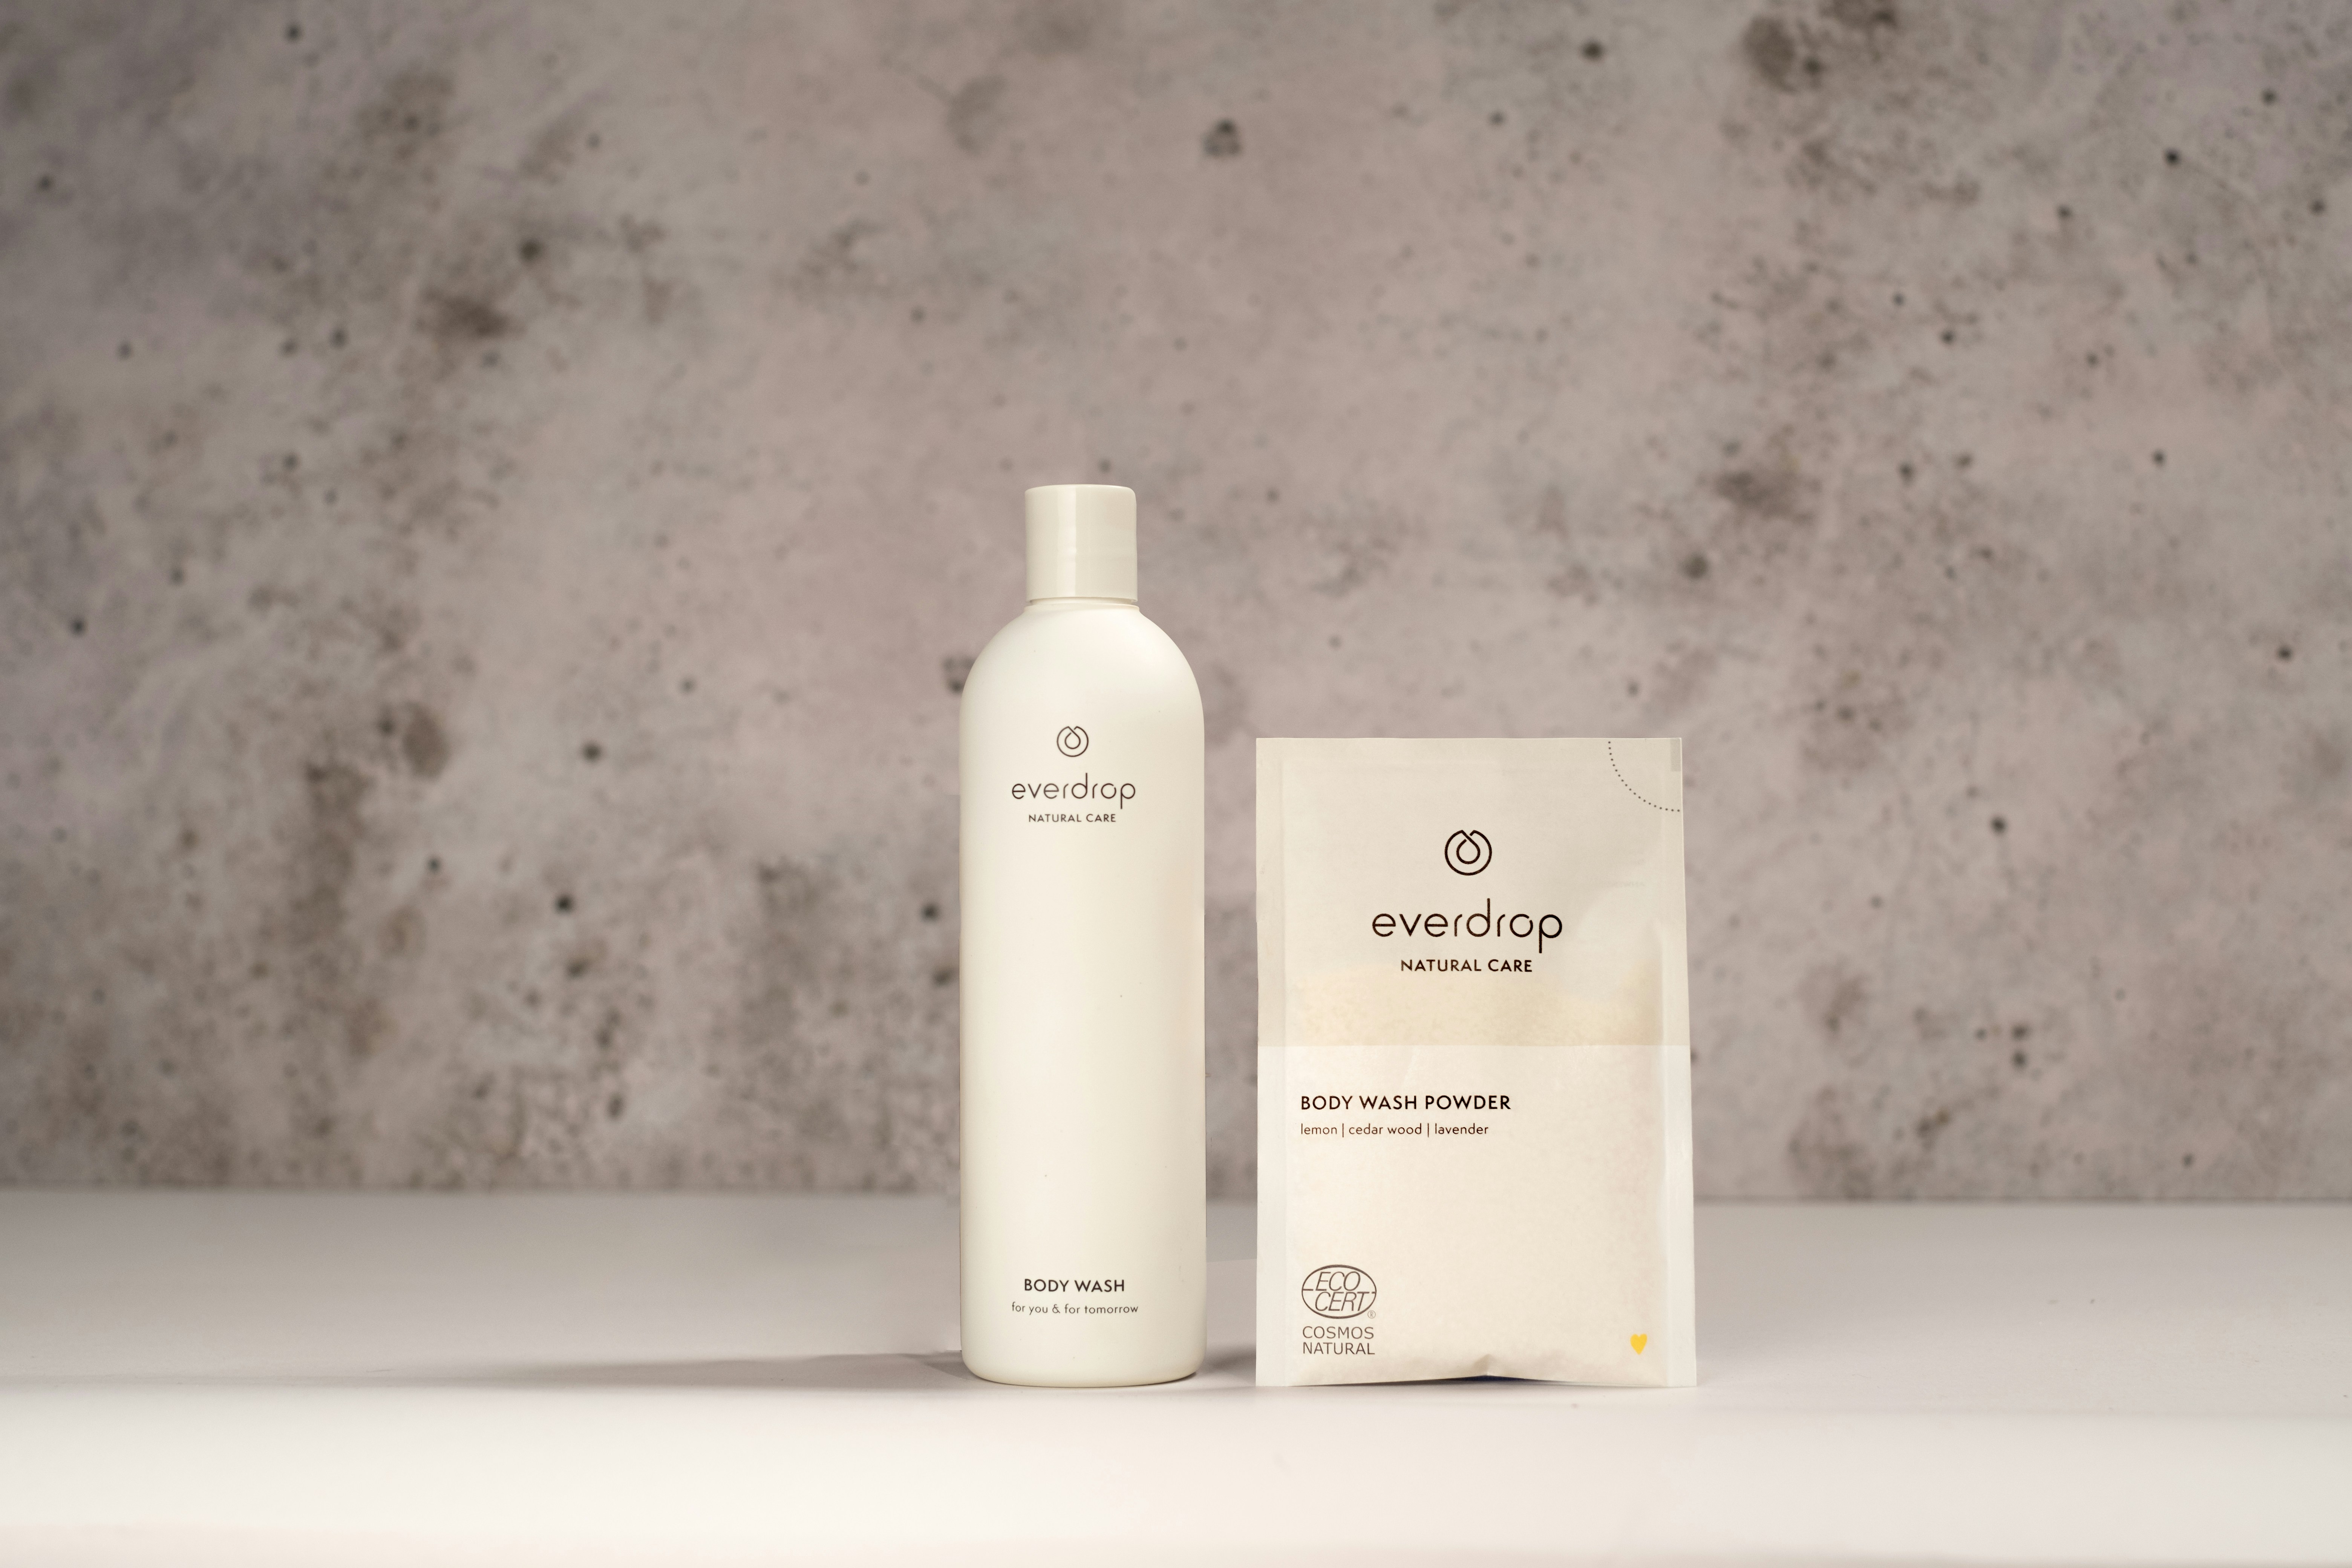 everdrop
NATURAL CARE
BODY WASH
for you & for tomorrow
everdrop
NATURAL CARE
BODY WASH POWDER
lemon | cedar wood | lavender
ECO
CERT®
COSMOS
NATURAL